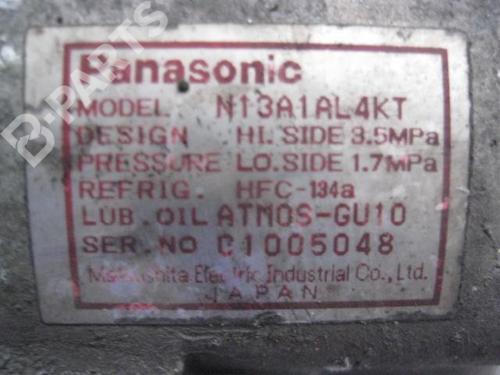 Panasonic
MODEL N13A1AL4KT
DESIGN HI. SIDE 3.5MPa
PRESSURE LO. SIDE 1.7MPa
REFRIG. HFC-134a
LUB. OIL ATMOS-GU10
SER. NO C1005048
Matsushita Electric Industrial Co., Ltd.
JAPAN